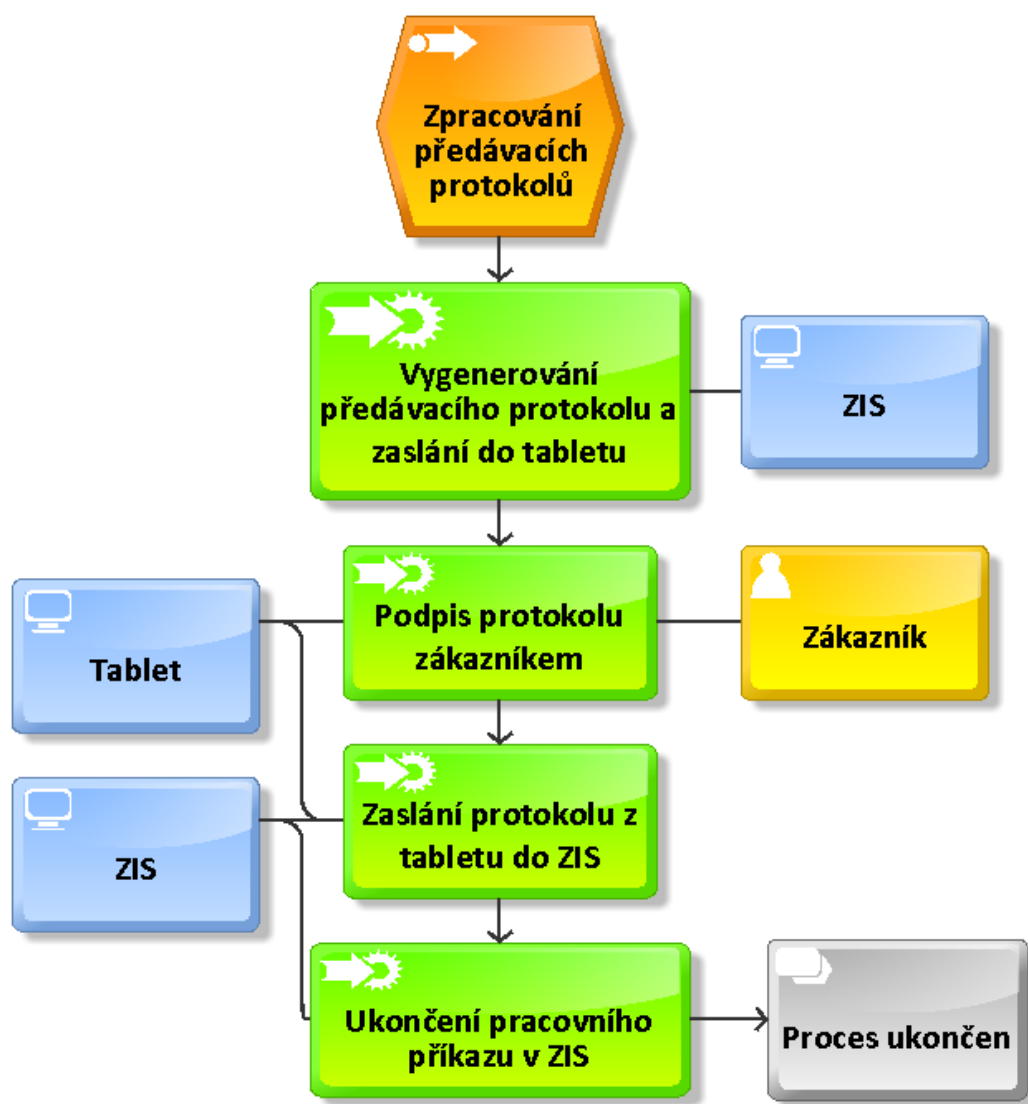 Zpracování
předávacích
protokolů
Vygenerování
předávacího protokolu a
zaslání do tabletu
ZIS
Podpis protokolu
zákazníkem
Zákazník
Tablet
Zaslání protokolu z
tabletu do ZIS
ZIS
Ukončení pracovního
příkazu v ZIS
Proces ukončen